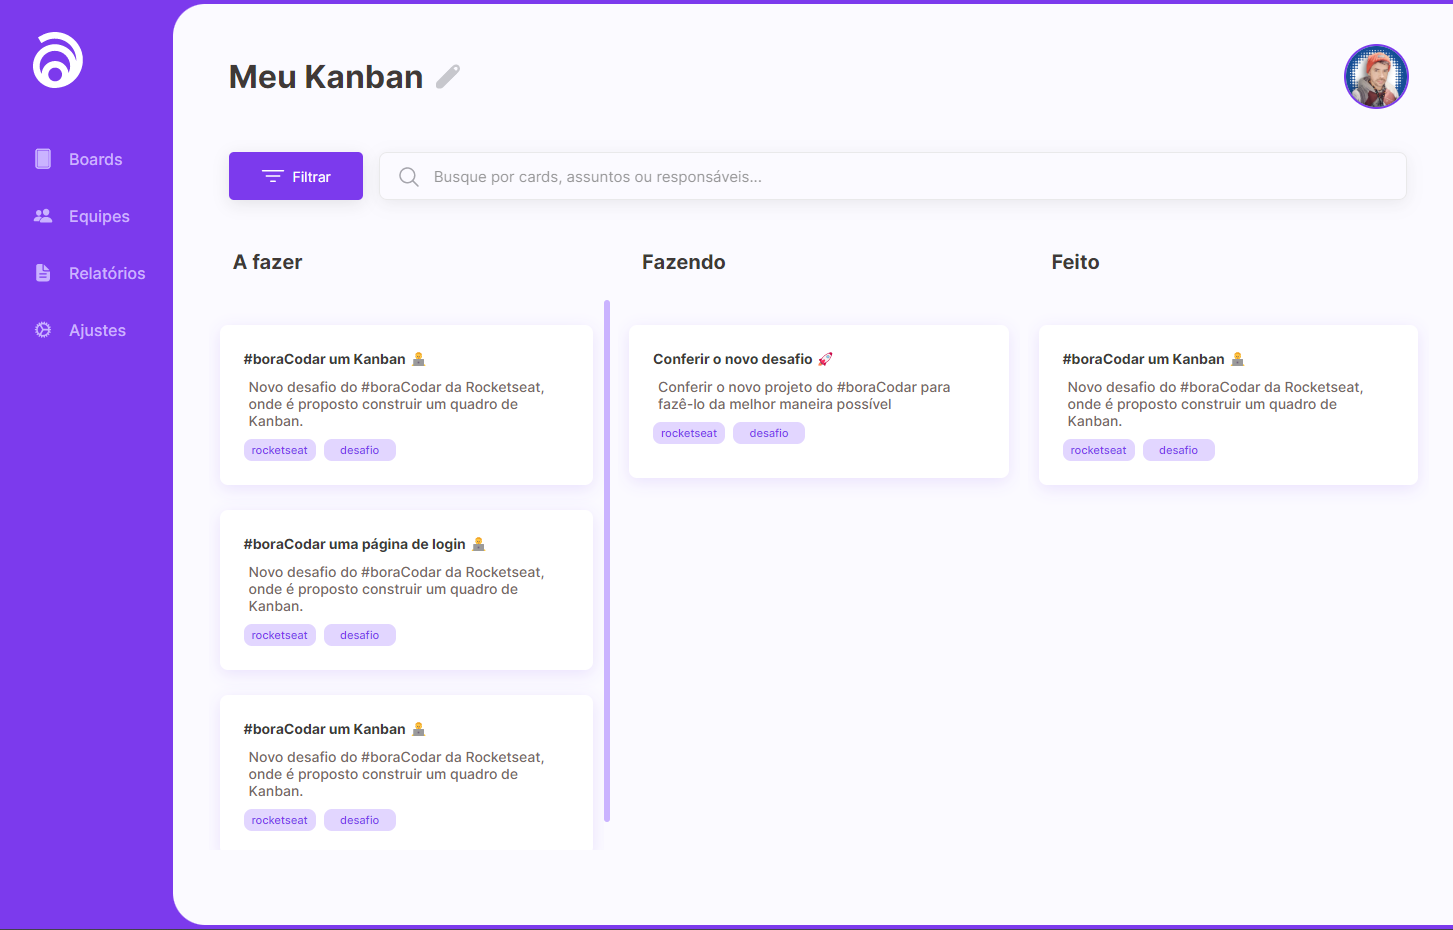 Meu Kanban
Boards
Equipes
Relatórios
Ajustes
Filtrar
Busque por cards, assuntos ou responsáveis...
A fazer
#boraCodar um Kanban 🧑‍💻
Novo desafio do #boraCodar da Rocketseat,
onde é proposto construir um quadro de
Kanban.
rocketseat desafio
#boraCodar uma página de login 🧑‍💻
Novo desafio do #boraCodar da Rocketseat,
onde é proposto construir um quadro de
Kanban.
rocketseat desafio
#boraCodar um Kanban 🧑‍💻
Novo desafio do #boraCodar da Rocketseat,
onde é proposto construir um quadro de
Kanban.
rocketseat desafio
Fazendo
Conferir o novo desafio 🚀
Conferir o novo projeto do #boraCodar para
fazê-lo da melhor maneira possível
rocketseat desafio
Feito
#boraCodar um Kanban 🧑‍💻
Novo desafio do #boraCodar da Rocketseat,
onde é proposto construir um quadro de
Kanban.
rocketseat desafio